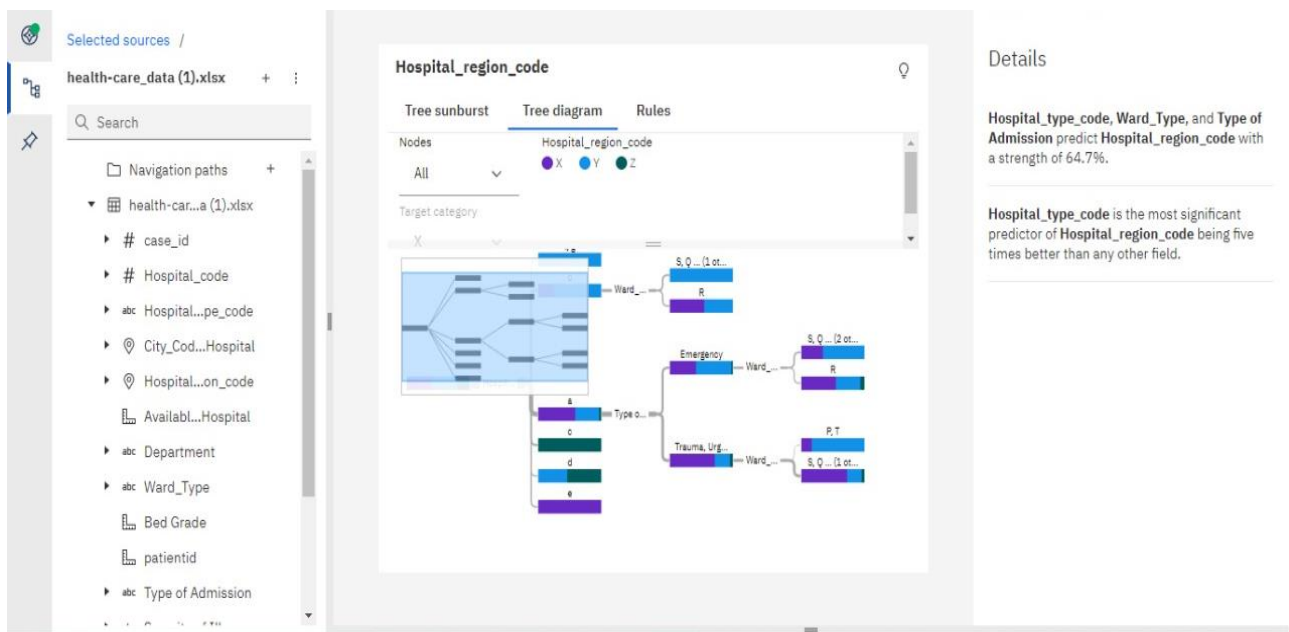 Selected sources /
health-care_data (1).xlsx + ⋮
Search
Navigation paths +
health-car...a (1).xlsx
# case_id
# Hospital_code
abc Hospital...pe_code
City_Cod...Hospital
Hospital...on_code
Availabl...Hospital
abc Department
abc Ward_Type
Bed Grade
patientid
abc Type of Admission
Hospital_region_code
Tree sunburst Tree diagram Rules
Nodes
All
Hospital_region_code
X Y Z
Target category
X
S, Q ... (1 ot...
Ward_...
R
Emergency
S, Q ... (2 ot...
Ward_...
R
a
Type o...
c
P, T
Trauma, Urg...
Ward_...
S, Q ... (1 ot...
d
e
Details
Hospital_type_code, Ward_Type, and Type of
Admission predict Hospital_region_code with
a strength of 64.7%.
Hospital_type_code is the most significant
predictor of Hospital_region_code being five
times better than any other field.